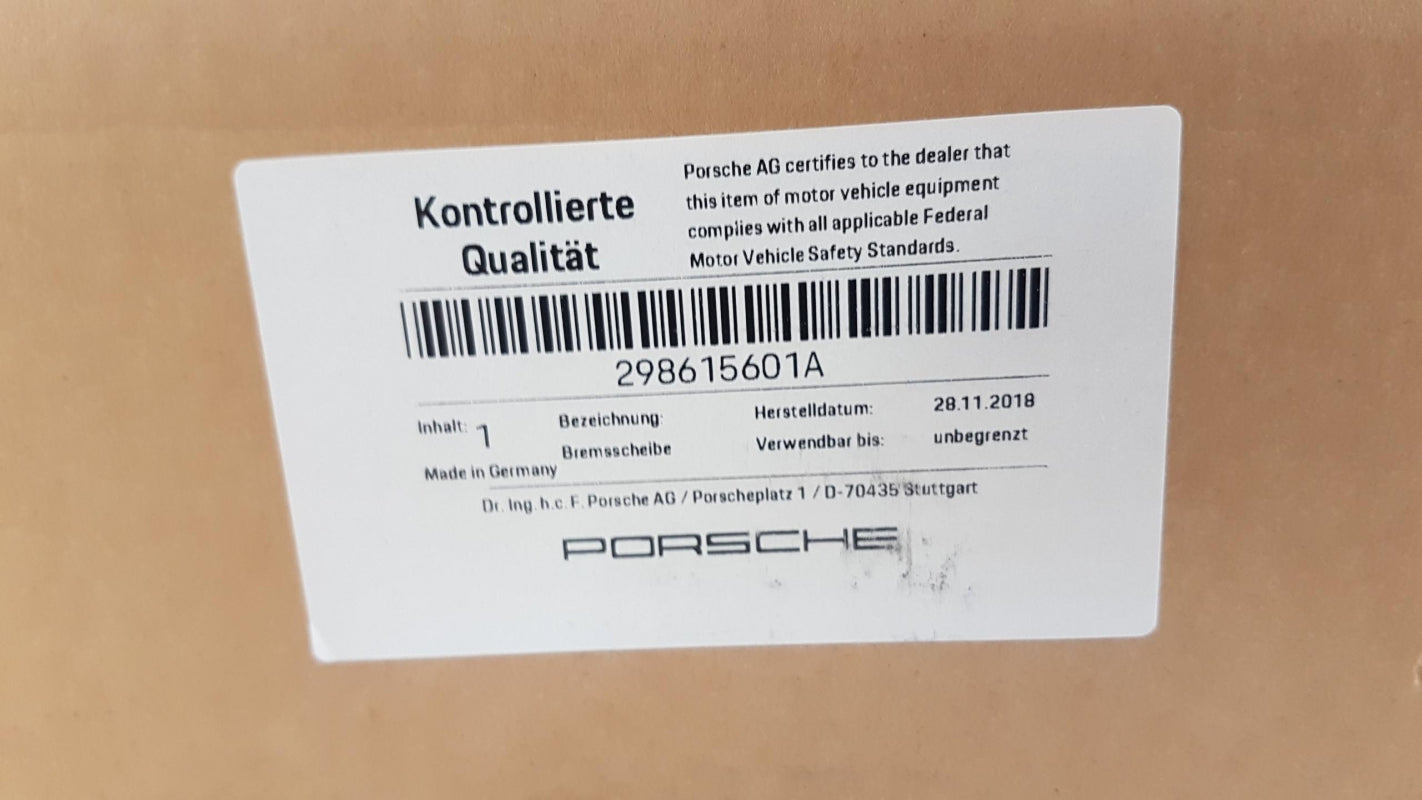 Kontrollierte
Qualität
Porsche AG certifies to the dealer that
this item of motor vehicle equipment
complies with all applicable Federal
Motor Vehicle Safety Standards.
298615601A
Inhalt: 1
Made in Germany
Bezeichnung:
Bremsscheibe
Herstelldatum: 28.11.2018
Verwendbar bis: unbegrenzt
Dr. Ing. h.c. F. Porsche AG / Porscheplatz 1 / D-70435 Stuttgart
PORSCHE